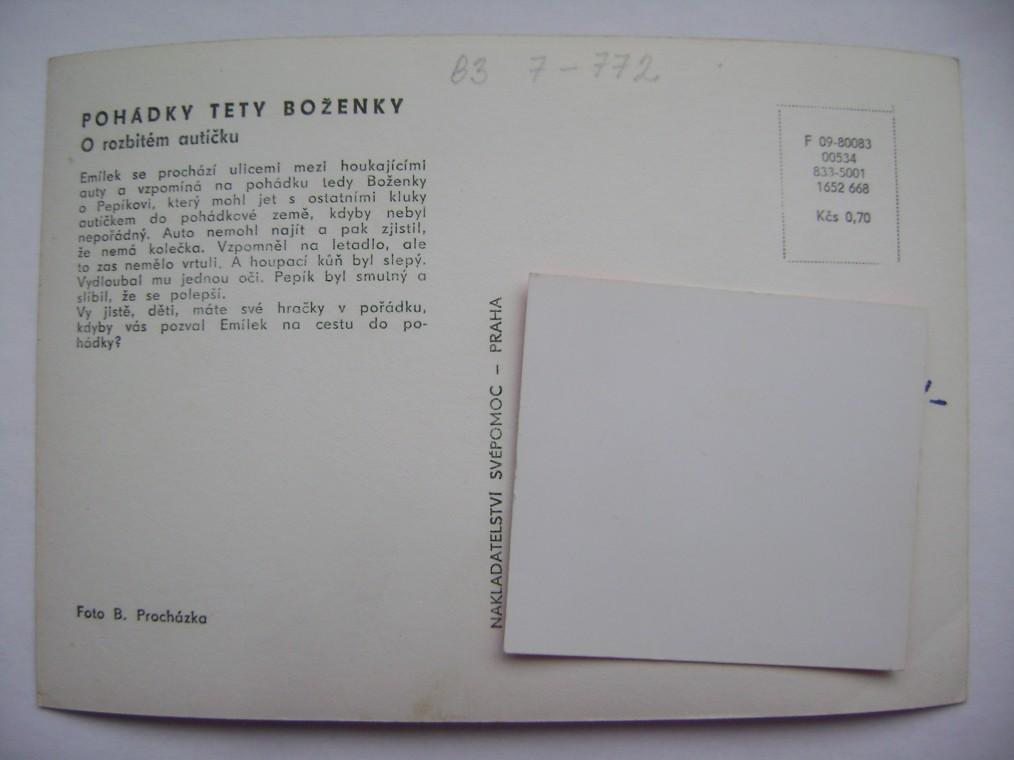 B3 7-772
POHÁDKY TETY BOŽENKY
O rozbitém autíčku
Emílek se prochází ulicemi mezi houkajícími
auty a vzpomíná na pohádku tedy Boženky
o Pepíkovi, který mohl jet s ostatními kluky
autíčkem do pohádkové země, kdyby nebyl
nepořádný. Auto nemohl najít a pak zjistil,
že nemá kolečka. Vzpomněl na letadlo, ale
to zas nemělo vrtuli. A houpací kůň byl slepý.
Vydloubal mu jednou oči. Pepík byl smutný a
slíbil, že se polepší.
Vy jistě, děti, máte své hračky v pořádku,
kdyby vás pozval Emílek na cestu do po-
hádky?
Foto B. Procházka
NAKLADATELSTVÍ SVÉPOMOC – PRAHA
F 09-80083
00534
833-5001
1652 668
Kčs 0,70